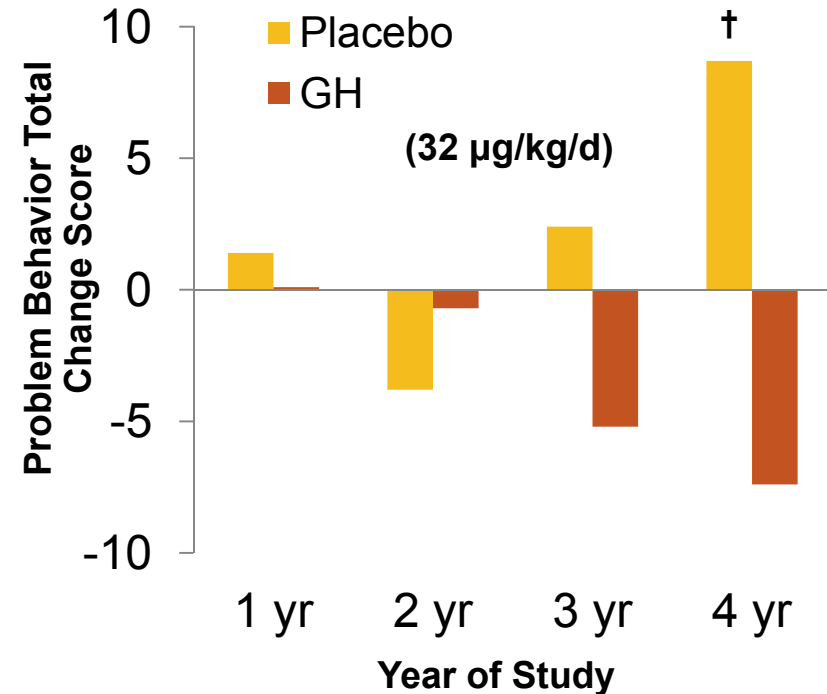 Problem Behavior Total
Change Score
10
5
0
-5
-10
Placebo
GH
(32 µg/kg/d)
†
1 yr 2 yr 3 yr 4 yr
Year of Study